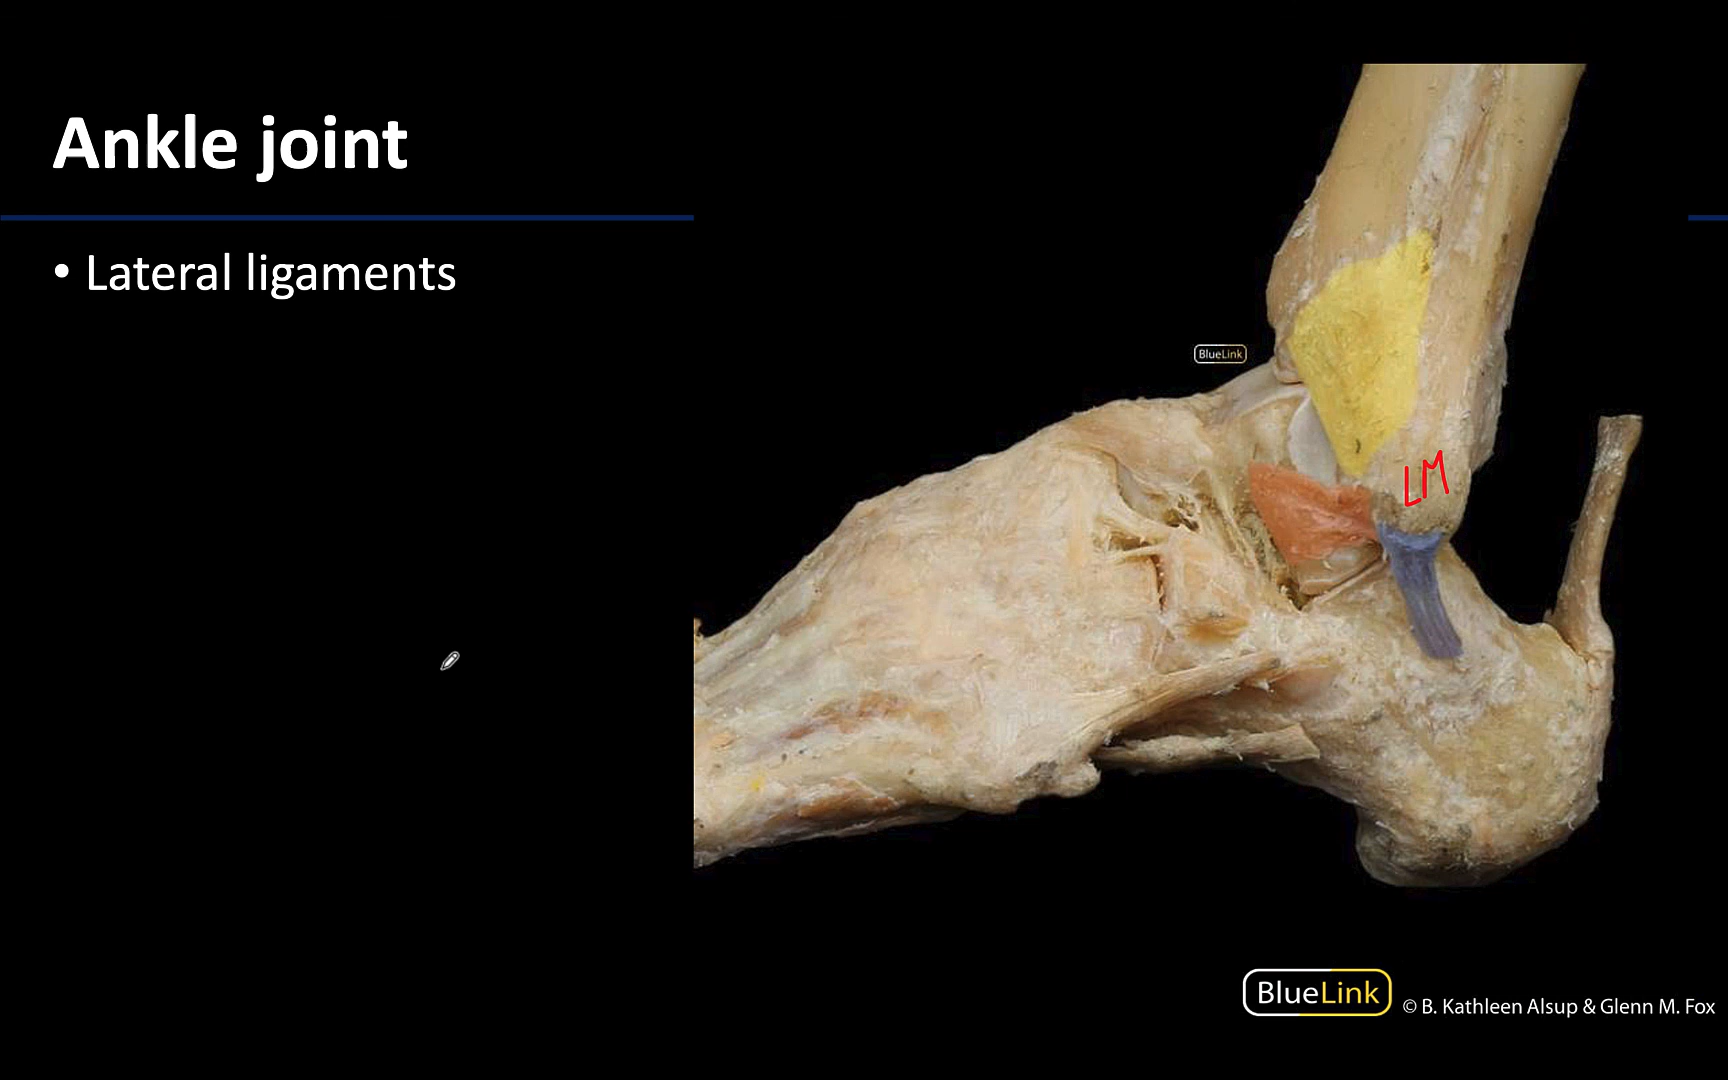 Ankle joint
• Lateral ligaments
BlueLink
LM
BlueLink
© B. Kathleen Alsup & Glenn M. Fox